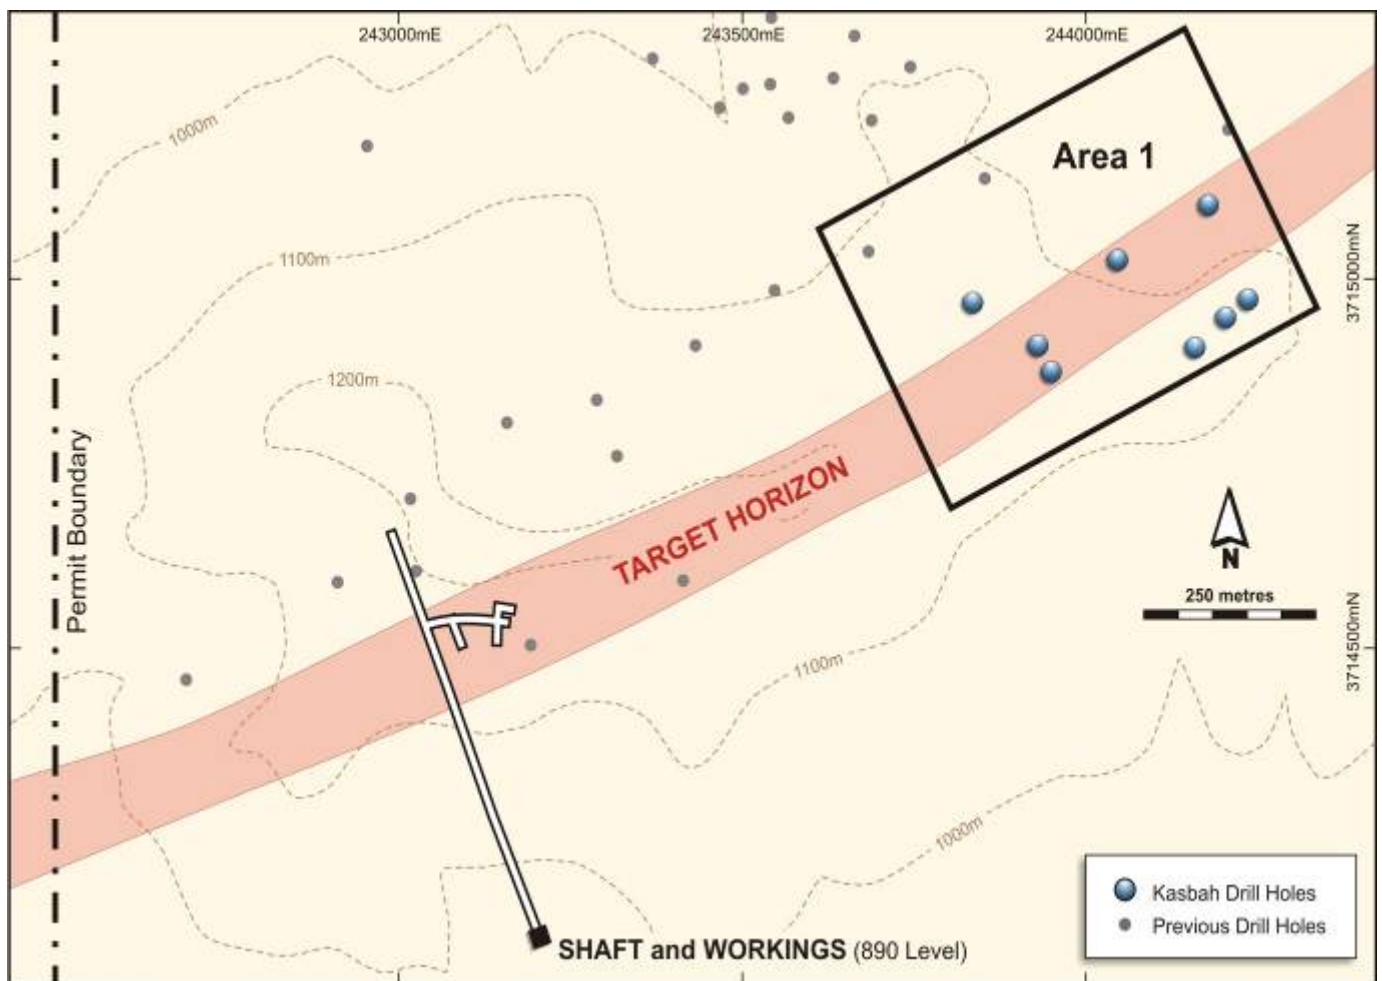 243000mE
243500mE
244000mE
1000m
Area 1
1100m
3715000mN
1200m
Permit Boundary
TARGET HORIZON
N
250 metres
3714500mN
1100m
1000m
Kasbah Drill Holes
Previous Drill Holes
SHAFT and WORKINGS (890 Level)